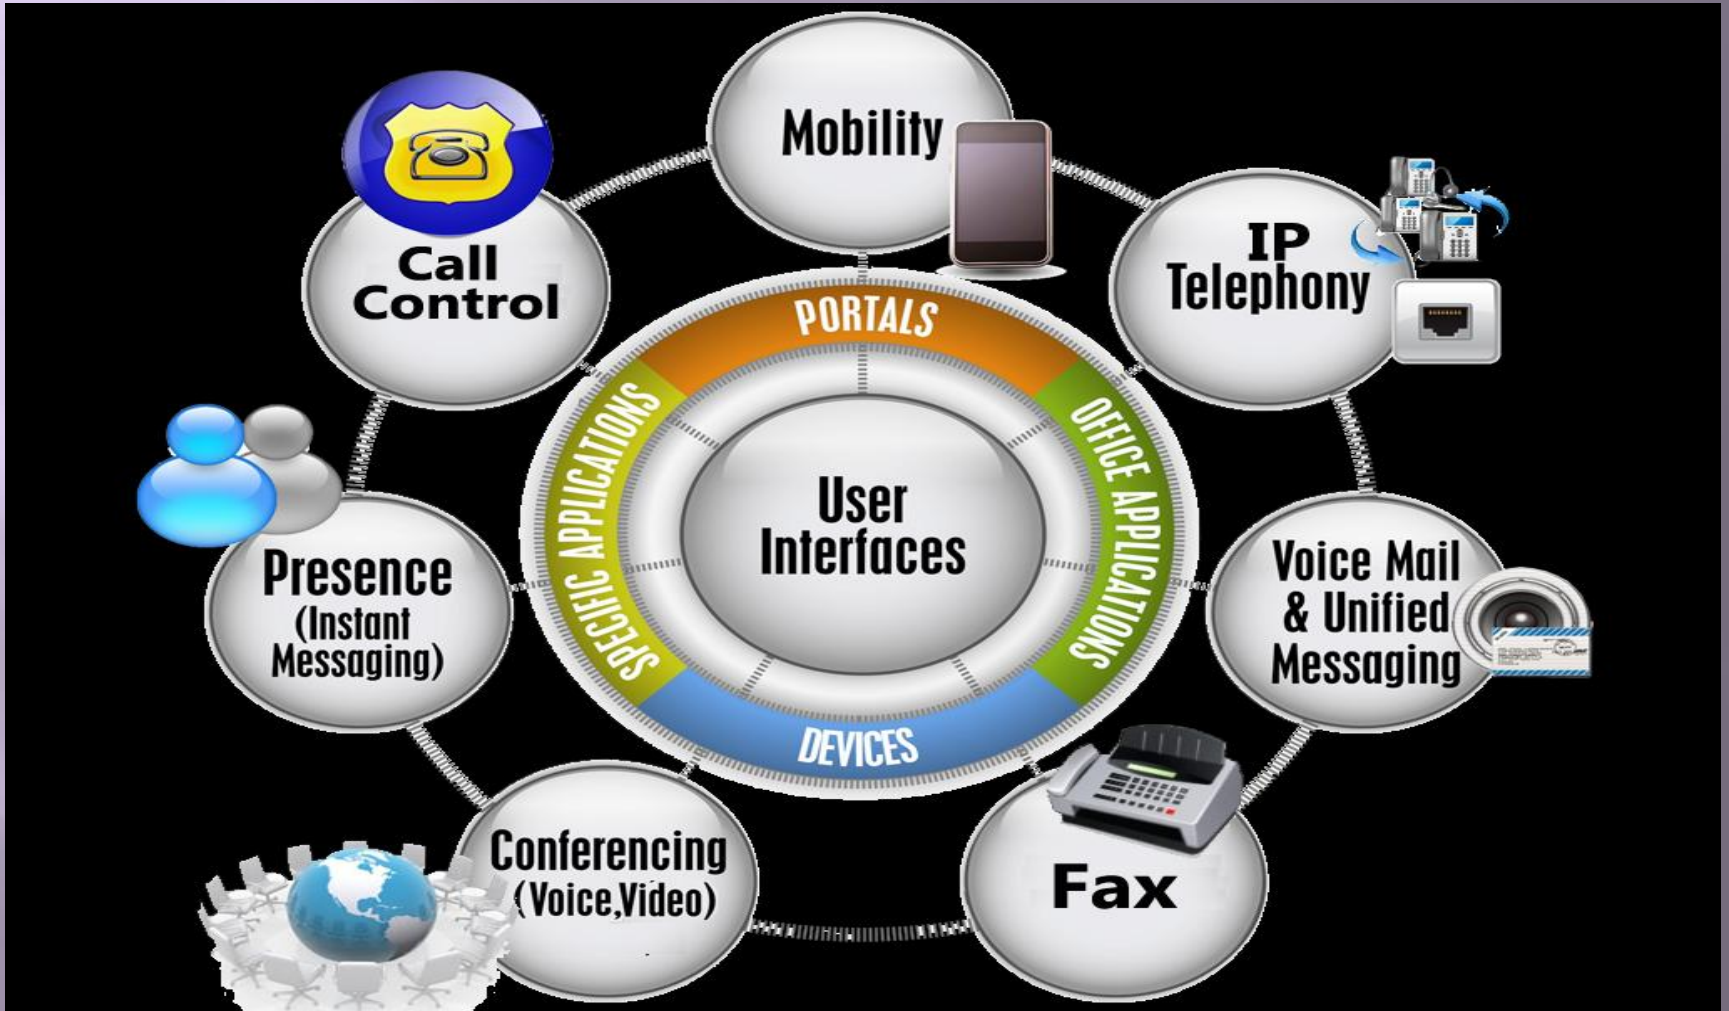 Mobility
IP
Telephony
Voice Mail
& Unified
Messaging
Fax
Conferencing
(Voice,Video)
Presence
(Instant
Messaging)
Call
Control
PORTALS
OFFICE APPLICATIONS
DEVICES
SPECIFIC APPLICATIONS
User
Interfaces